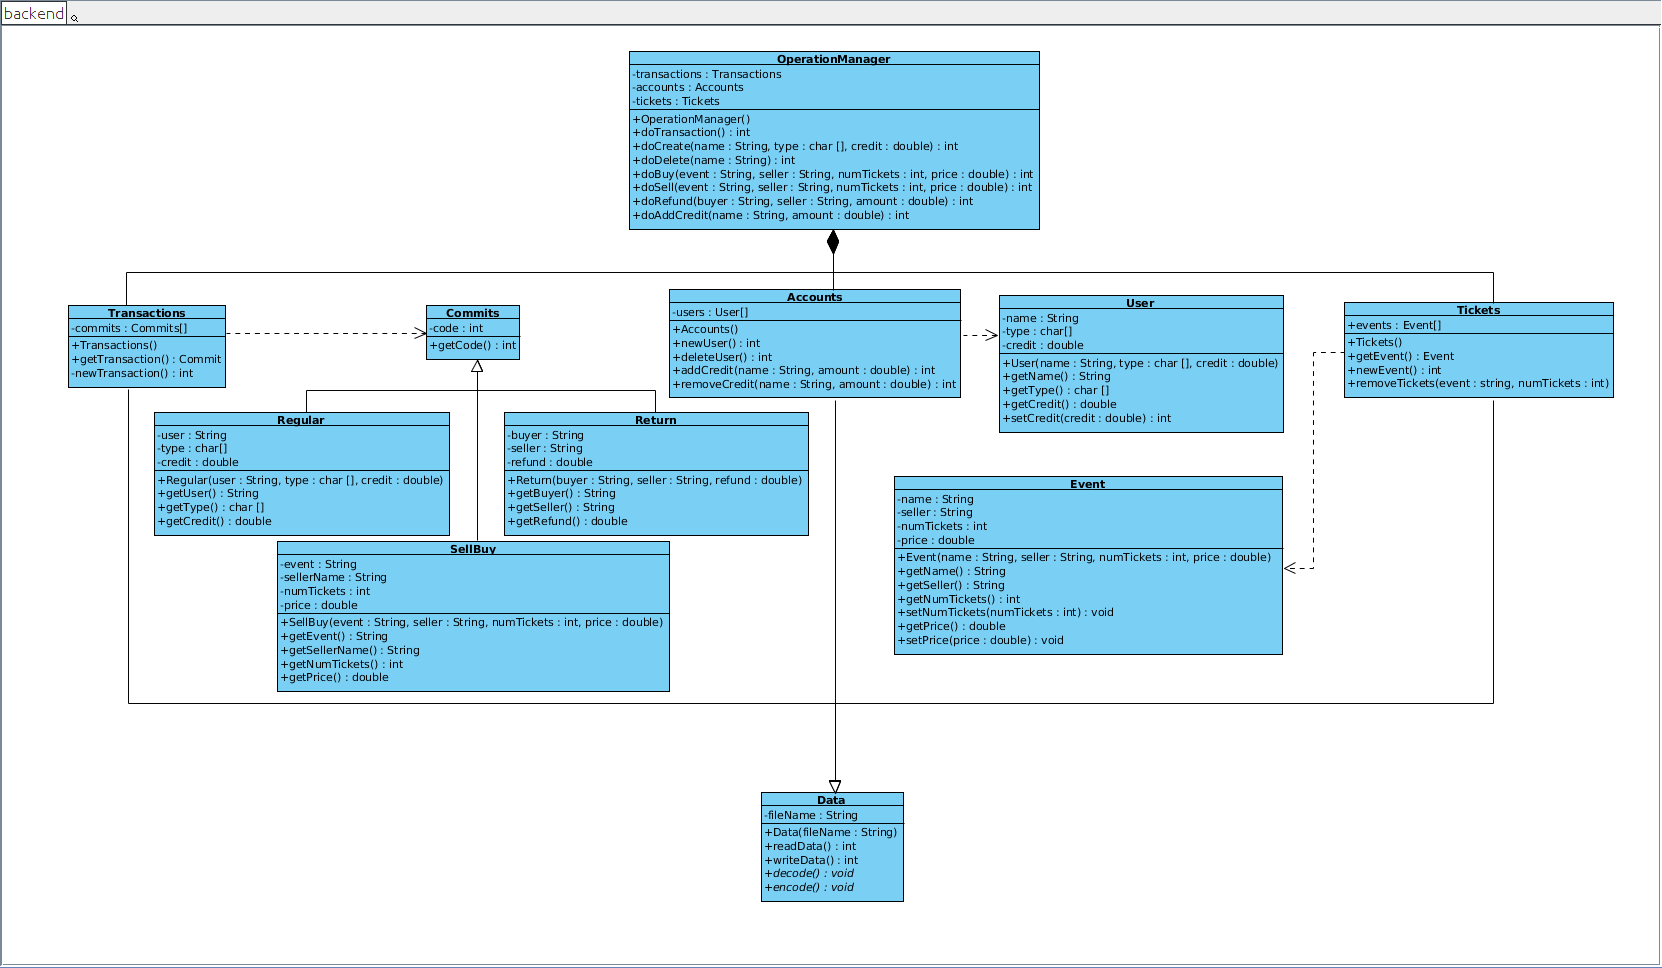 backend
OperationManager
-transactions : Transactions
-accounts : Accounts
-tickets : Tickets
+OperationManager()
+doTransaction() : int
+doCreate(name : String, type : char [], credit : double) : int
+doDelete(name : String) : int
+doBuy(event : String, seller : String, numTickets : int, price : double) : int
+doSell(event : String, seller : String, numTickets : int, price : double) : int
+doRefund(buyer : String, seller : String, amount : double) : int
+doAddCredit(name : String, amount : double) : int
Transactions
-commits : Commits[]
+Transactions()
+getTransaction() : Commit
-newTransaction() : int
Commits
-code : int
+getCode() : int
Accounts
-users : User[]
+Accounts()
+newUser() : int
+deleteUser() : int
+addCredit(name : String, amount : double) : int
+removeCredit(name : String, amount : double) : int
User
-name : String
-type : char[]
-credit : double
+User(name : String, type : char [], credit : double)
+getName() : String
+getType() : char []
+getCredit() : double
+setCredit(credit : double) : int
Tickets
+events : Event[]
+Tickets()
+getEvent() : Event
+newEvent() : int
+removeTickets(event : string, numTickets : int)
Regular
-user : String
-type : char[]
-credit : double
+Regular(user : String, type : char [], credit : double)
+getUser() : String
+getType() : char []
+getCredit() : double
Return
-buyer : String
-seller : String
-refund : double
+Return(buyer : String, seller : String, refund : double)
+getBuyer() : String
+getSeller() : String
+getRefund() : double
Event
-name : String
-seller : String
-numTickets : int
-price : double
+Event(name : String, seller : String, numTickets : int, price : double)
+getName() : String
+getSeller() : String
+getNumTickets() : int
+setNumTickets(numTickets : int) : void
+getPrice() : double
+setPrice(price : double) : void
SellBuy
-event : String
-sellerName : String
-numTickets : int
-price : double
+SellBuy(event : String, seller : String, numTickets : int, price : double)
+getEvent() : String
+getSellerName() : String
+getNumTickets() : int
+getPrice() : double
Data
-fileName : String
+Data(fileName : String)
+readData() : int
+writeData() : int
+decode() : void
+encode() : void